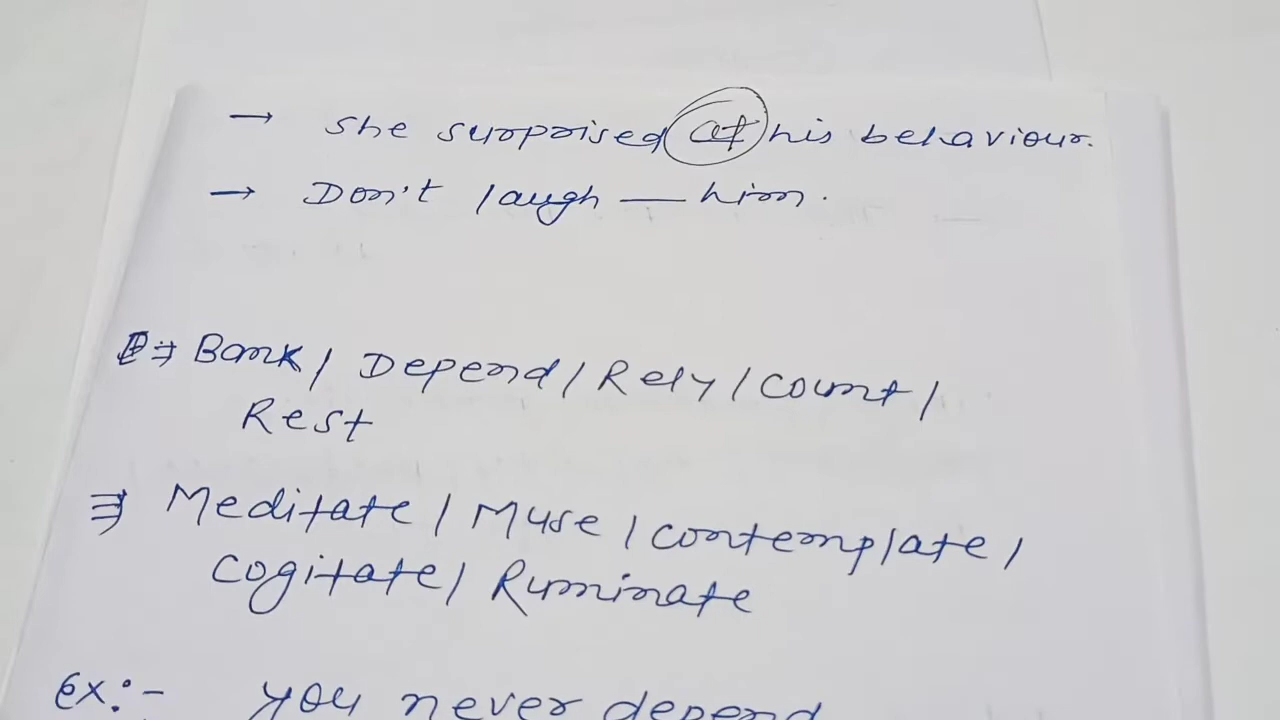 → She surprised at his behaviour.
→ Don't laugh — him.
⇒ Bank / Depend / Rely / Count /
Rest
⇒ Meditate / Muse / Contemplate /
Cogitate / Ruminate
Ex:- You never depend